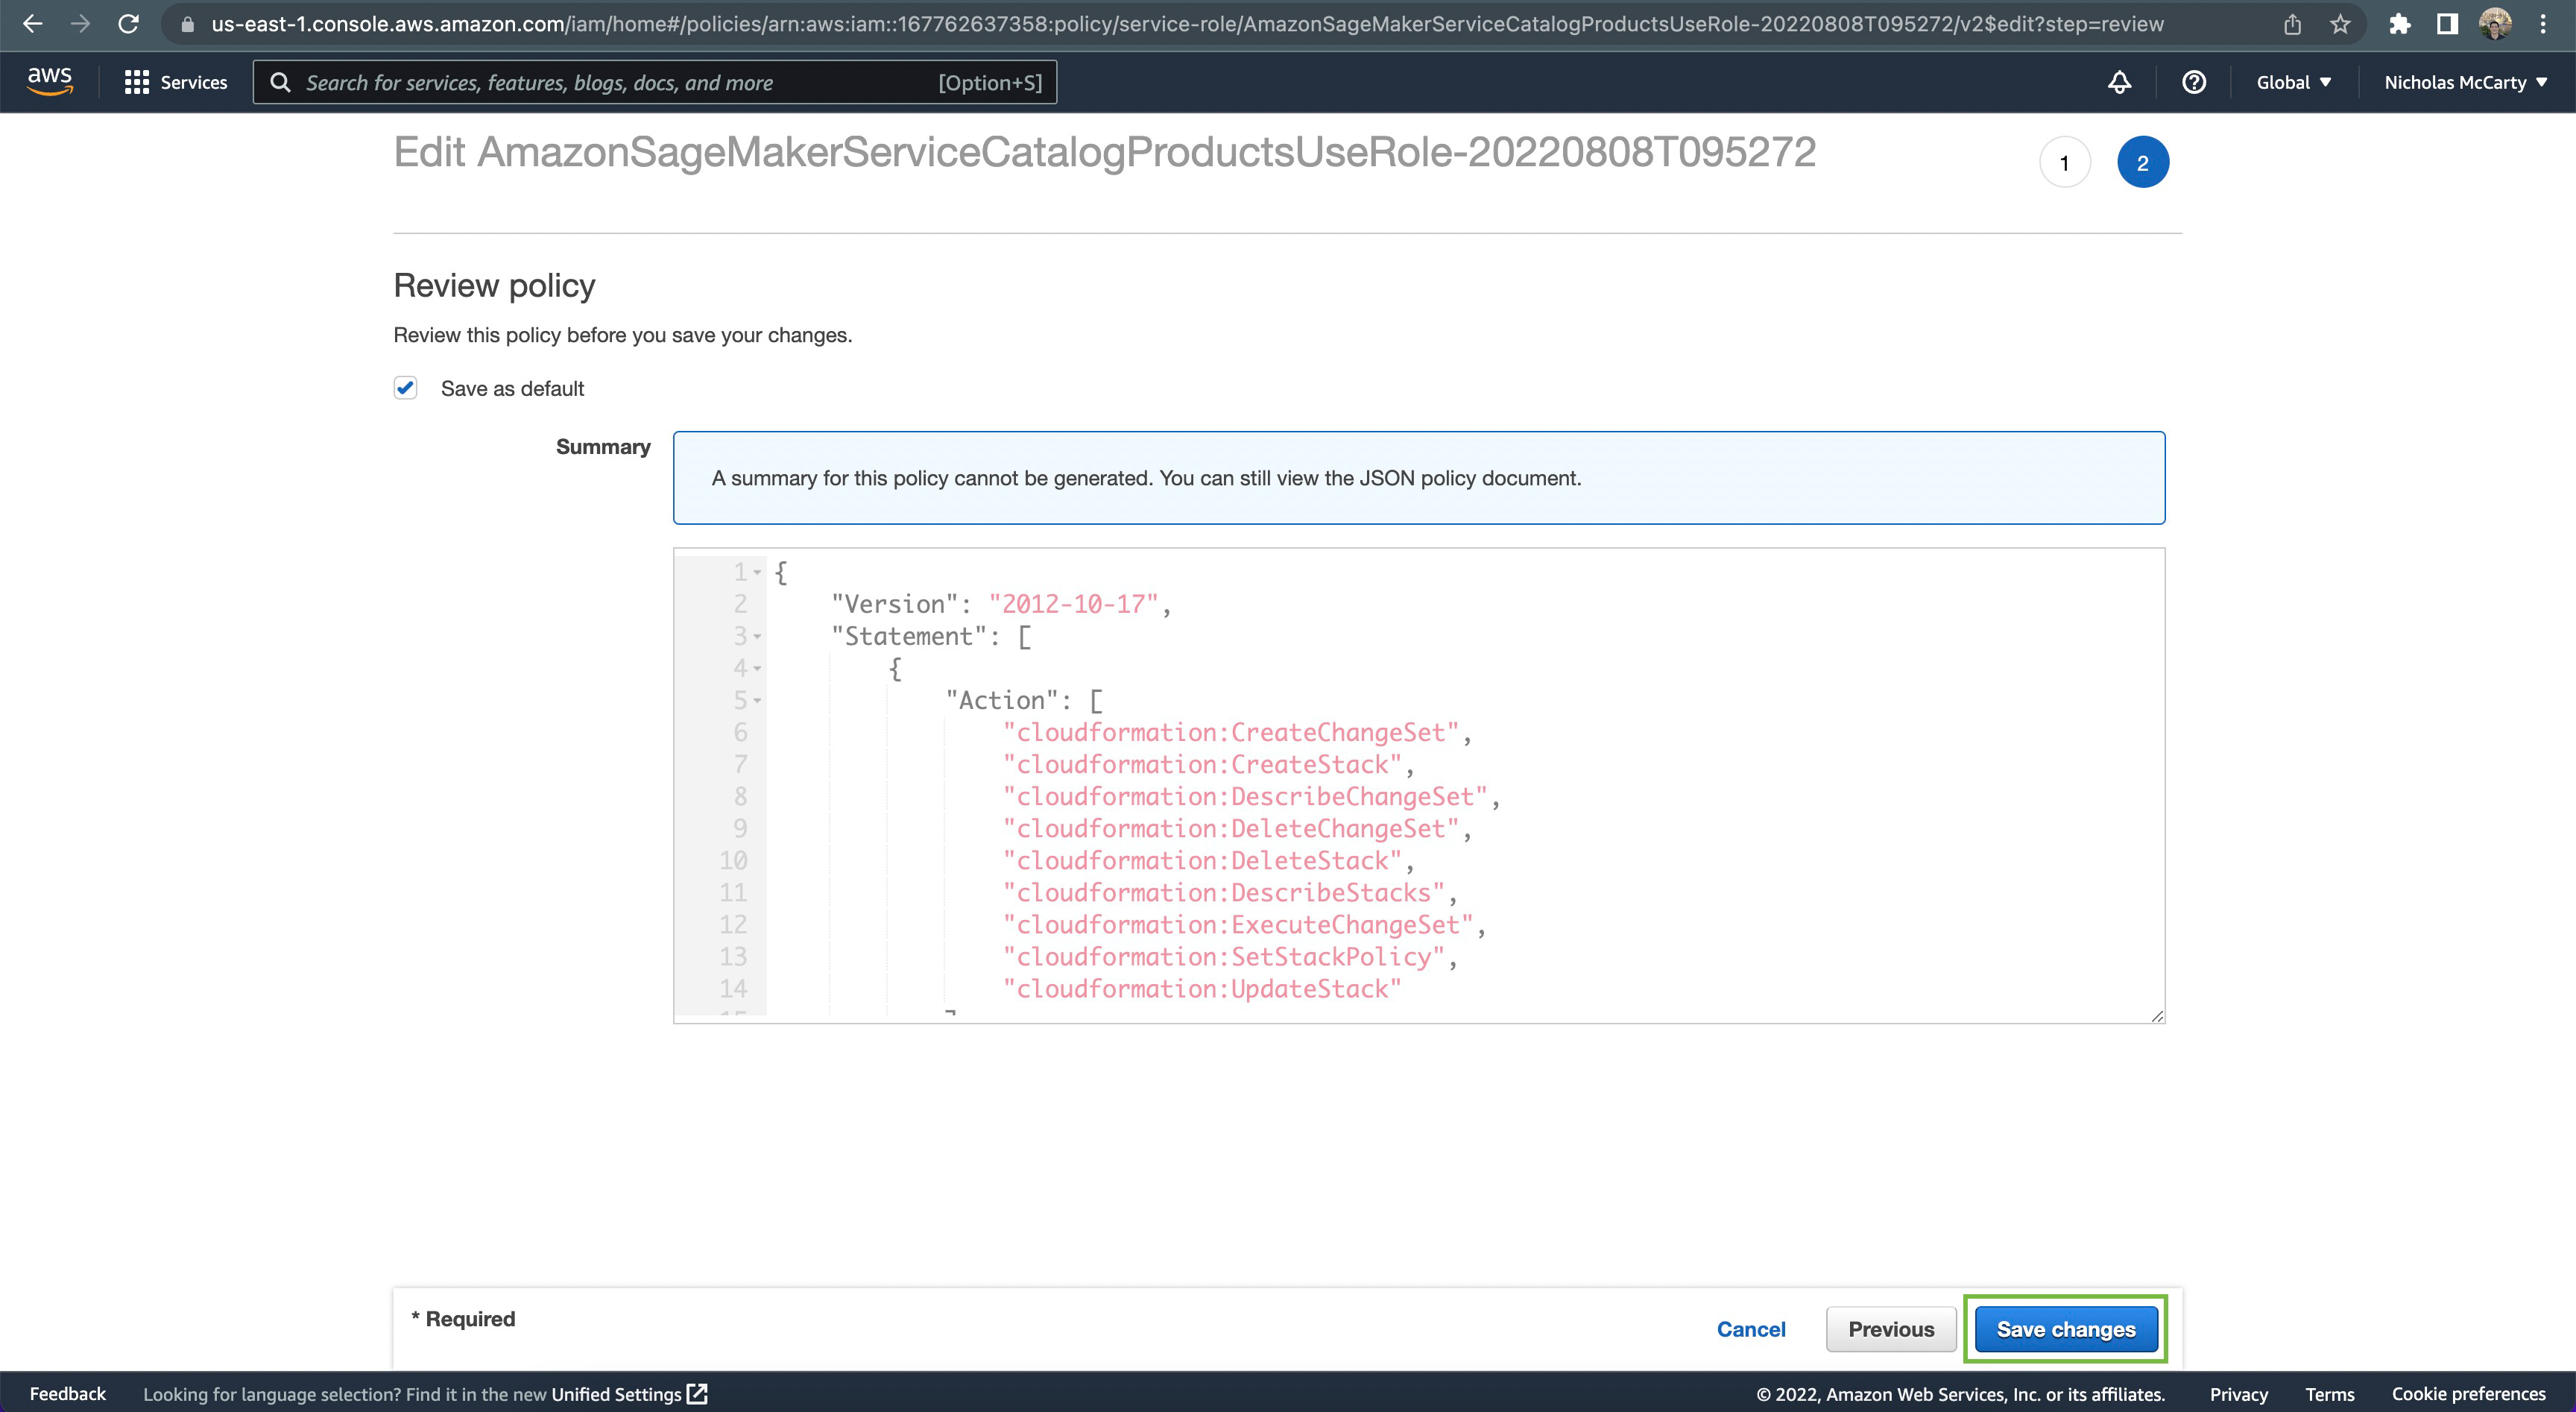 us-east-1.console.aws.amazon.com/iam/home#/policies/arn:aws:iam::167762637358:policy/service-role/AmazonSageMakerServiceCatalogProductsUseRole-20220808T095272/v2$edit?step=review
aws Services Search for services, features, blogs, docs, and more [Option+S] Global Nicholas McCarty
Edit AmazonSageMakerServiceCatalogProductsUseRole-20220808T095272 1 2
Review policy
Review this policy before you save your changes.
Save as default
Summary
A summary for this policy cannot be generated. You can still view the JSON policy document.
1 {
2 "Version": "2012-10-17",
3 "Statement": [
4 {
5 "Action": [
6 "cloudformation:CreateChangeSet",
7 "cloudformation:CreateStack",
8 "cloudformation:DescribeChangeSet",
9 "cloudformation:DeleteChangeSet",
10 "cloudformation:DeleteStack",
11 "cloudformation:DescribeStacks",
12 "cloudformation:ExecuteChangeSet",
13 "cloudformation:SetStackPolicy",
14 "cloudformation:UpdateStack"
* Required Cancel Previous Save changes
Feedback Looking for language selection? Find it in the new Unified Settings © 2022, Amazon Web Services, Inc. or its affiliates. Privacy Terms Cookie preferences